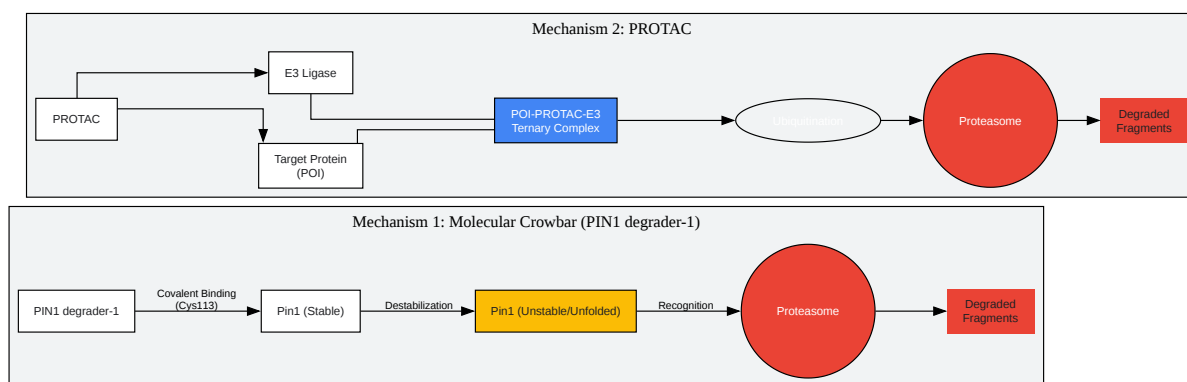 Mechanism 2: PROTAC
E3 Ligase
PROTAC
POI-PROTAC-E3
Ternary Complex
Ubiquitination
Proteasome
Degraded
Fragments
Target Protein
(POI)
Mechanism 1: Molecular Crowbar (PIN1 degrader-1)
PIN1 degrader-1
Covalent Binding
(Cys113)
Pin1 (Stable)
Destabilization
Pin1 (Unstable/Unfolded)
Recognition
Proteasome
Degraded
Fragments